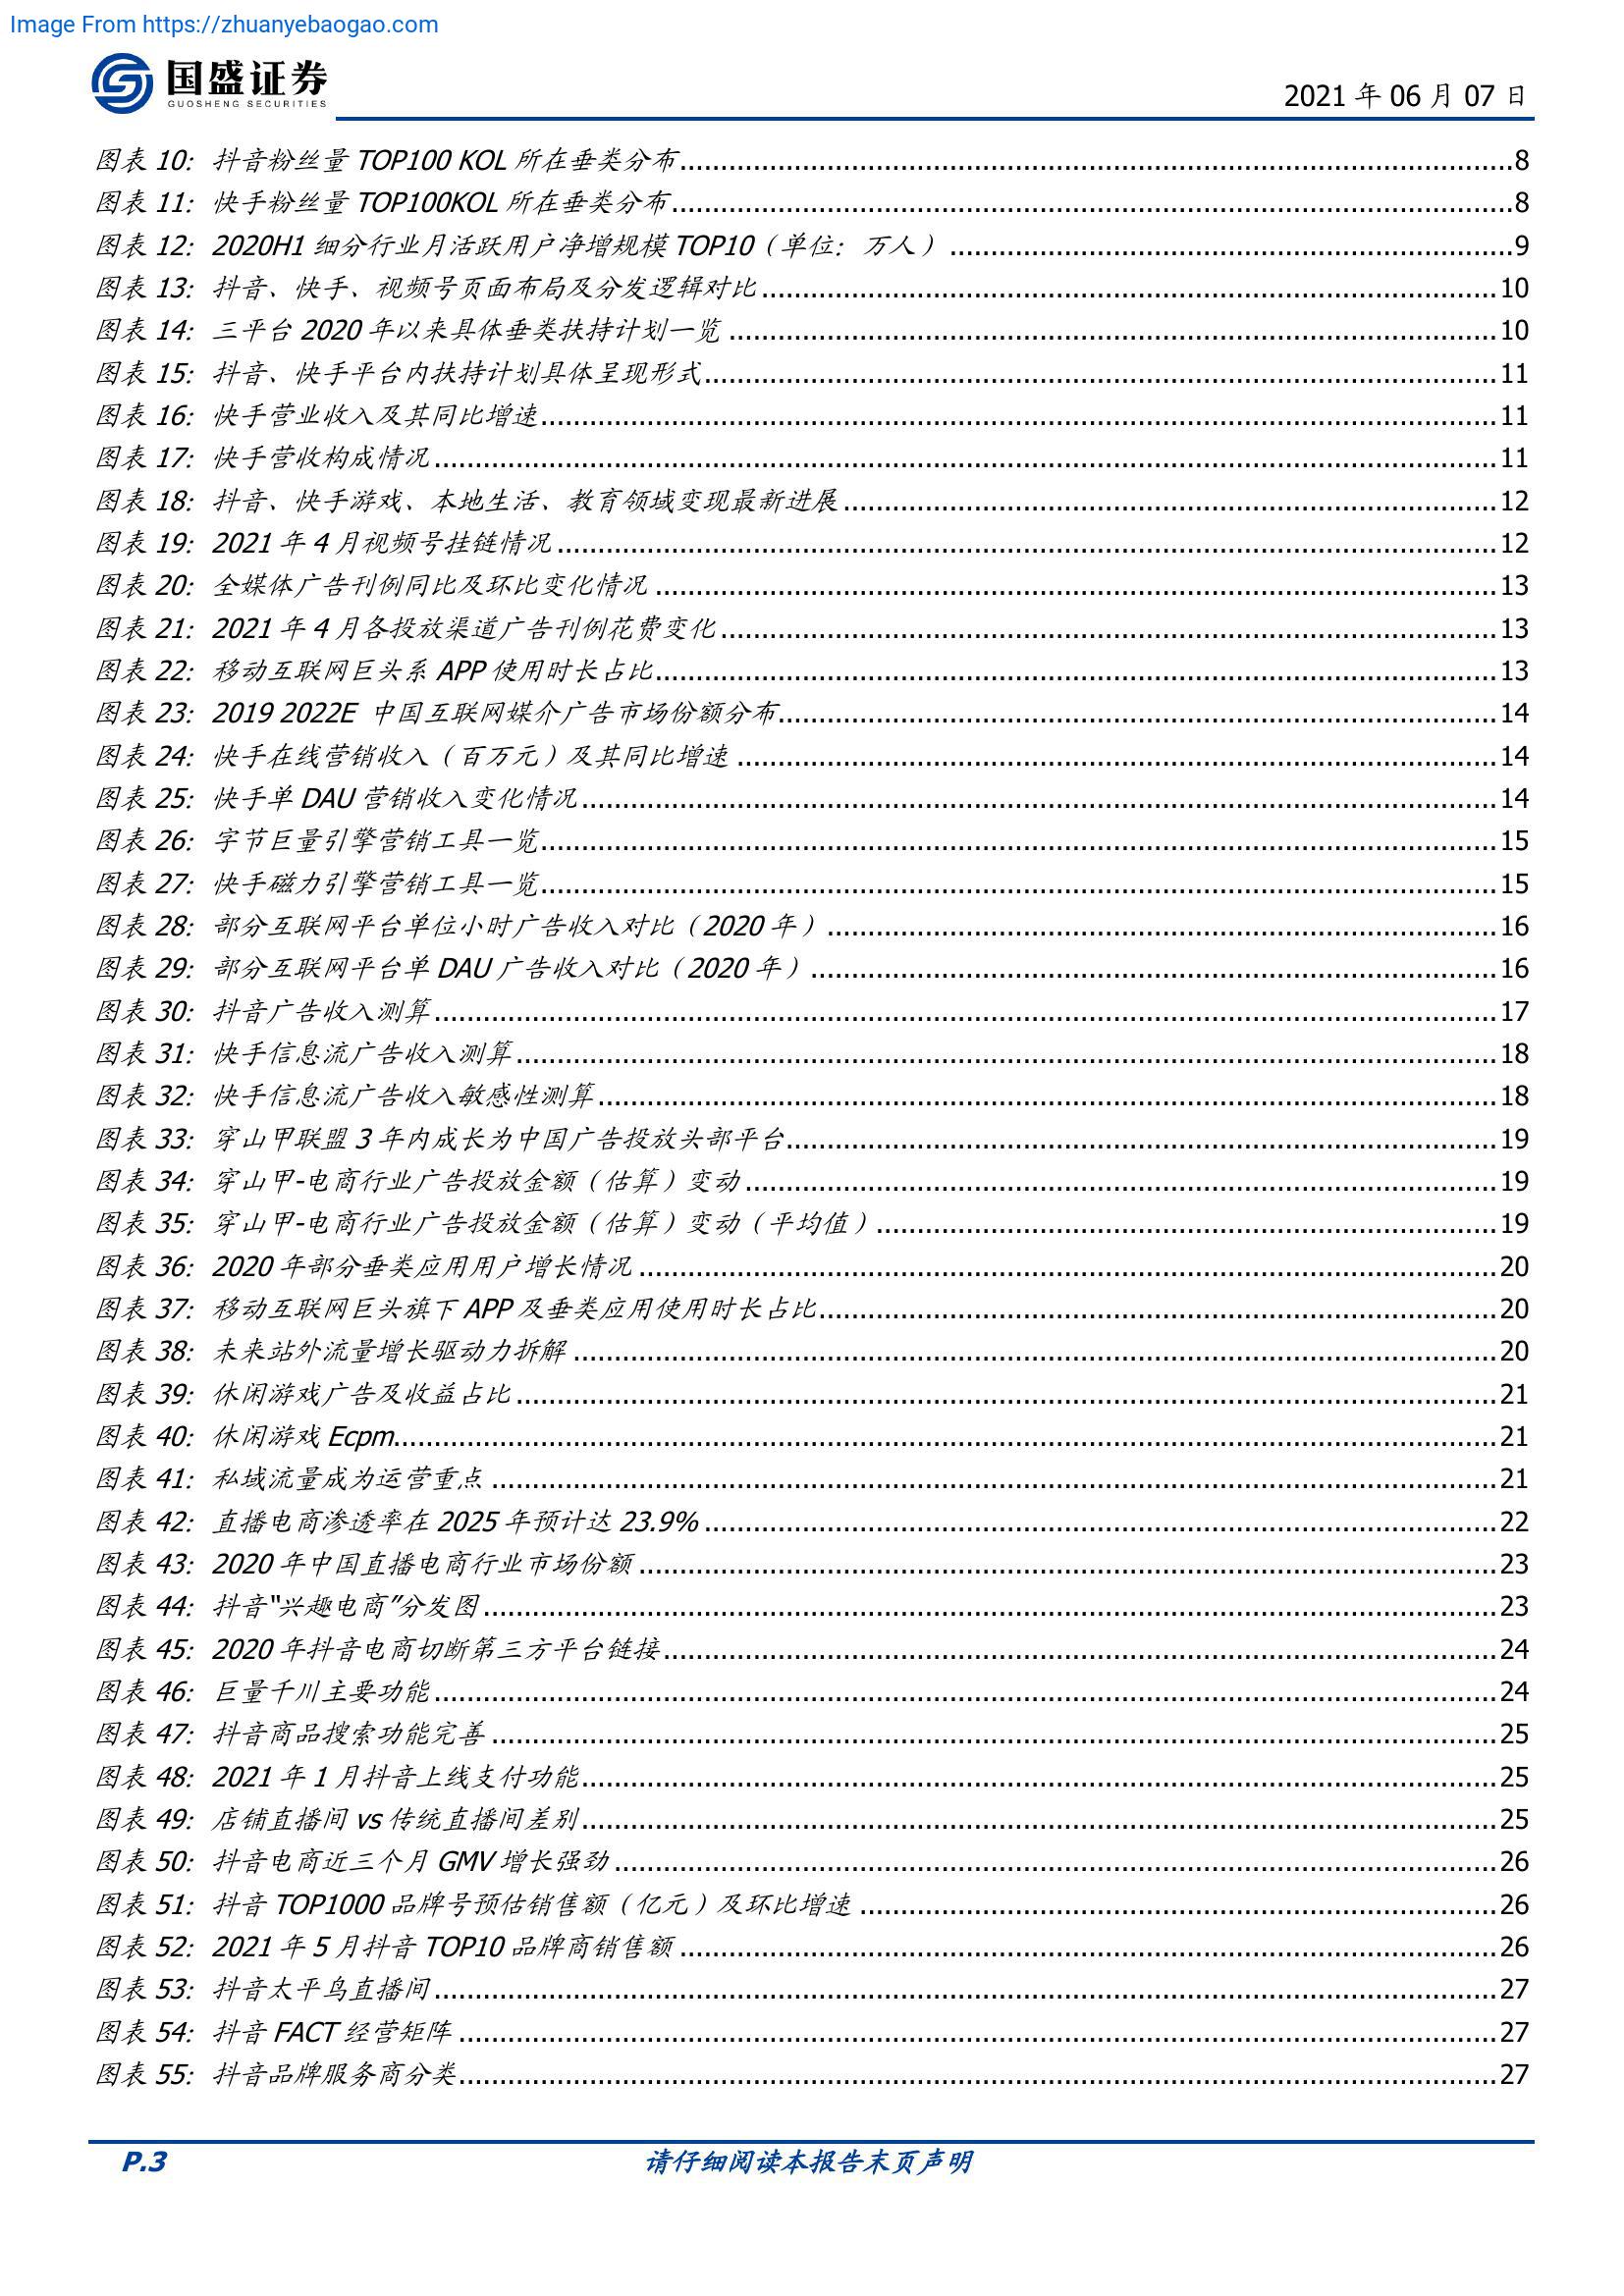 Image From https://zhuanyebaogao.com
国盛证券
GUOSHENG SECURITIES
2021 年 06 月 07 日
图表 10: 抖音粉丝量 TOP100 KOL 所在垂类分布 8
图表 11: 快手粉丝量 TOP100KOL 所在垂类分布 8
图表 12: 2020H1 细分行业月活跃用户净增规模 TOP10（单位：万人） 9
图表 13: 抖音、快手、视频号页面布局及分发逻辑对比 10
图表 14: 三平台 2020 年以来具体垂类扶持计划一览 10
图表 15: 抖音、快手平台内扶持计划具体呈现形式 11
图表 16: 快手营业收入及其同比增速 11
图表 17: 快手营收构成情况 11
图表 18: 抖音、快手游戏、本地生活、教育领域变现最新进展 12
图表 19: 2021 年 4 月视频号挂链情况 12
图表 20: 全媒体广告刊例同比及环比变化情况 13
图表 21: 2021 年 4 月各投放渠道广告刊例花费变化 13
图表 22: 移动互联网巨头系 APP 使用时长占比 13
图表 23: 2019 2022E 中国互联网媒介广告市场份额分布 14
图表 24: 快手在线营销收入（百万元）及其同比增速 14
图表 25: 快手单 DAU 营销收入变化情况 14
图表 26: 字节巨量引擎营销工具一览 15
图表 27: 快手磁力引擎营销工具一览 15
图表 28: 部分互联网平台单位小时广告收入对比（2020 年） 16
图表 29: 部分互联网平台单 DAU 广告收入对比（2020 年） 16
图表 30: 抖音广告收入测算 17
图表 31: 快手信息流广告收入测算 18
图表 32: 快手信息流广告收入敏感性测算 18
图表 33: 穿山甲联盟 3 年内成长为中国广告投放头部平台 19
图表 34: 穿山甲-电商行业广告投放金额（估算）变动 19
图表 35: 穿山甲-电商行业广告投放金额（估算）变动（平均值） 19
图表 36: 2020 年部分垂类应用用户增长情况 20
图表 37: 移动互联网巨头旗下 APP 及垂类应用使用时长占比 20
图表 38: 未来站外流量增长驱动力拆解 20
图表 39: 休闲游戏广告及收益占比 21
图表 40: 休闲游戏 Ecpm 21
图表 41: 私域流量成为运营重点 21
图表 42: 直播电商渗透率在 2025 年预计达 23.9% 22
图表 43: 2020 年中国直播电商行业市场份额 23
图表 44: 抖音"兴趣电商"分发图 23
图表 45: 2020 年抖音电商切断第三方平台链接 24
图表 46: 巨量千川主要功能 24
图表 47: 抖音商品搜索功能完善 25
图表 48: 2021 年 1 月抖音上线支付功能 25
图表 49: 店铺直播间 vs 传统直播间差别 25
图表 50: 抖音电商近三个月 GMV 增长强劲 26
图表 51: 抖音 TOP1000 品牌号预估销售额（亿元）及环比增速 26
图表 52: 2021 年 5 月抖音 TOP10 品牌商销售额 26
图表 53: 抖音太平鸟直播间 27
图表 54: 抖音 FACT 经营矩阵 27
图表 55: 抖音品牌服务商分类 27
P.3 请仔细阅读本报告末页声明